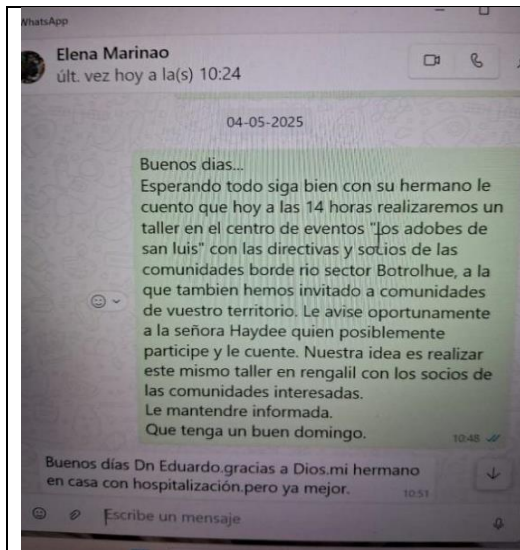 WhatsApp
Elena Marinao
últ. vez hoy a la(s) 10:24
04-05-2025
Buenos dias...
Esperando todo siga bien con su hermano le
cuento que hoy a las 14 horas realizaremos un
taller en el centro de eventos "los adobes de
san luis" con las directivas y socios de las
comunidades borde rio sector Botrolhue, a la
que tambien hemos invitado a comunidades
de vuestro territorio. Le avise oportunamente
a la señora Haydee quien posiblemente
participe y le cuente. Nuestra idea es realizar
este mismo taller en rengalil con los socios de
las comunidades interesadas.
Le mantendre informada.
Que tenga un buen domingo.
10:48
Buenos días Dn Eduardo.gracias a Dios.mi hermano
en casa con hospitalización.pero ya mejor.
10:51
Escribe un mensaje